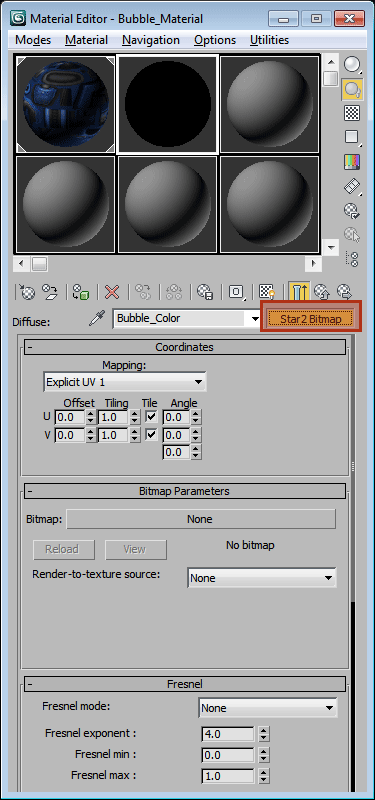 Material Editor - Bubble_Material
Modes Material Navigation Options Utilities
Diffuse: Bubble_Color Star2 Bitmap
- Coordinates
Mapping:
Explicit UV 1
Offset Tiling Tile Angle
U 0.0 1.0 0.0
V 0.0 1.0 0.0
0.0
- Bitmap Parameters
Bitmap: None
Reload View No bitmap
Render-to-texture source: None
- Fresnel
Fresnel mode: None
Fresnel exponent : 4.0
Fresnel min : 0.0
Fresnel max : 1.0